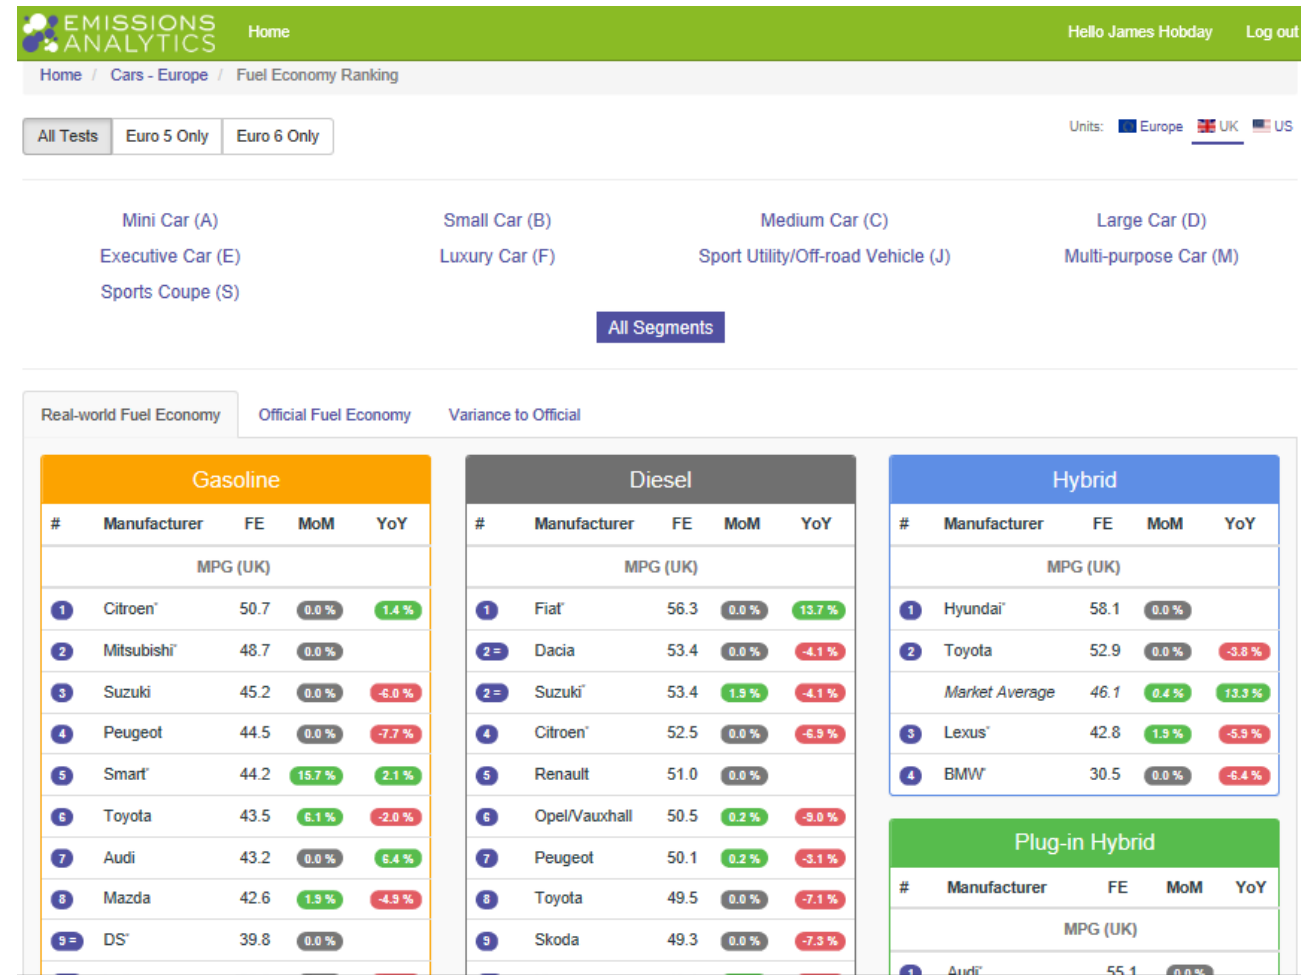 EMISSIONS ANALYTICS Home Hello James Hobday Log out
Home / Cars - Europe / Fuel Economy Ranking
All Tests Euro 5 Only Euro 6 Only Units: Europe UK US
Mini Car (A) Small Car (B) Medium Car (C) Large Car (D)
Executive Car (E) Luxury Car (F) Sport Utility/Off-road Vehicle (J) Multi-purpose Car (M)
Sports Coupe (S)
All Segments
Real-world Fuel Economy Official Fuel Economy Variance to Official
Gasoline
# Manufacturer FE MoM YoY
MPG (UK)
1 Citroen* 50.7 0.0 % 1.4 %
2 Mitsubishi* 48.7 0.0 %
3 Suzuki 45.2 0.0 % -6.0 %
4 Peugeot 44.5 0.0 % -7.7 %
5 Smart* 44.2 15.7 % 2.1 %
6 Toyota 43.5 6.1 % -2.0 %
7 Audi 43.2 0.0 % 6.4 %
8 Mazda 42.6 1.9 % -4.9 %
9 = DS* 39.8 0.0 %
Diesel
# Manufacturer FE MoM YoY
MPG (UK)
1 Fiat* 56.3 0.0 % 13.7 %
2 = Dacia 53.4 0.0 % -4.1 %
2 = Suzuki* 53.4 1.9 % -4.1 %
4 Citroen* 52.5 0.0 % -6.9 %
5 Renault 51.0 0.0 %
6 Opel/Vauxhall 50.5 0.2 % -9.0 %
7 Peugeot 50.1 0.2 % -3.1 %
8 Toyota 49.5 0.0 % -7.1 %
9 Skoda 49.3 0.0 % -7.3 %
Hybrid
# Manufacturer FE MoM YoY
MPG (UK)
1 Hyundai* 58.1 0.0 %
2 Toyota 52.9 0.0 % -3.8 %
Market Average 46.1 0.4 % 13.3 %
3 Lexus* 42.8 1.9 % -5.9 %
4 BMW* 30.5 0.0 % -6.4 %
Plug-in Hybrid
# Manufacturer FE MoM YoY
MPG (UK)
1 Audi* 55.1 0.0 %